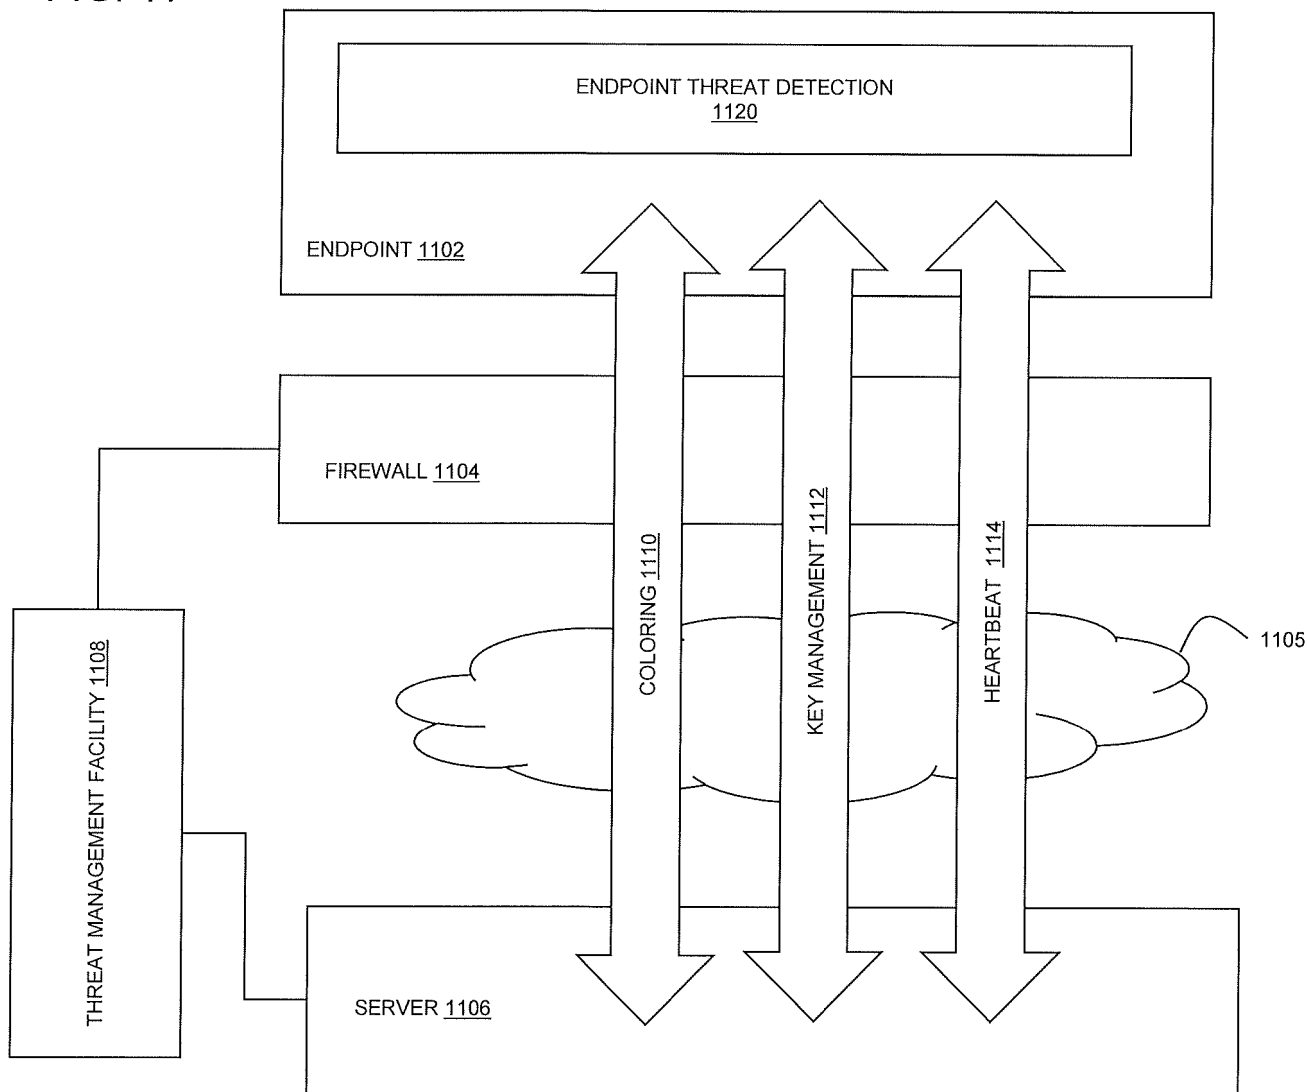 ENDPOINT THREAT DETECTION
1120
ENDPOINT 1102
FIREWALL 1104
COLORING 1110
KEY MANAGEMENT 1112
HEARTBEAT 1114
1105
THREAT MANAGEMENT FACILITY 1108
SERVER 1106